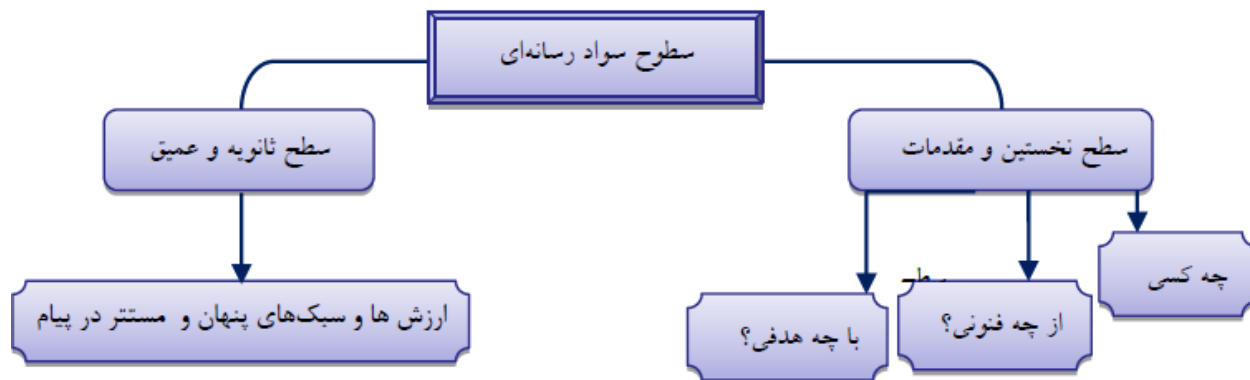 سطوح سواد رسانه‌ای
سطح نخستین و مقدمات
سطح ثانویه و عمیق
چه کسی
سطح
از چه فنونی؟
با چه هدفی؟
ارزش ها و سبک‌های پنهان و مستتر در پیام